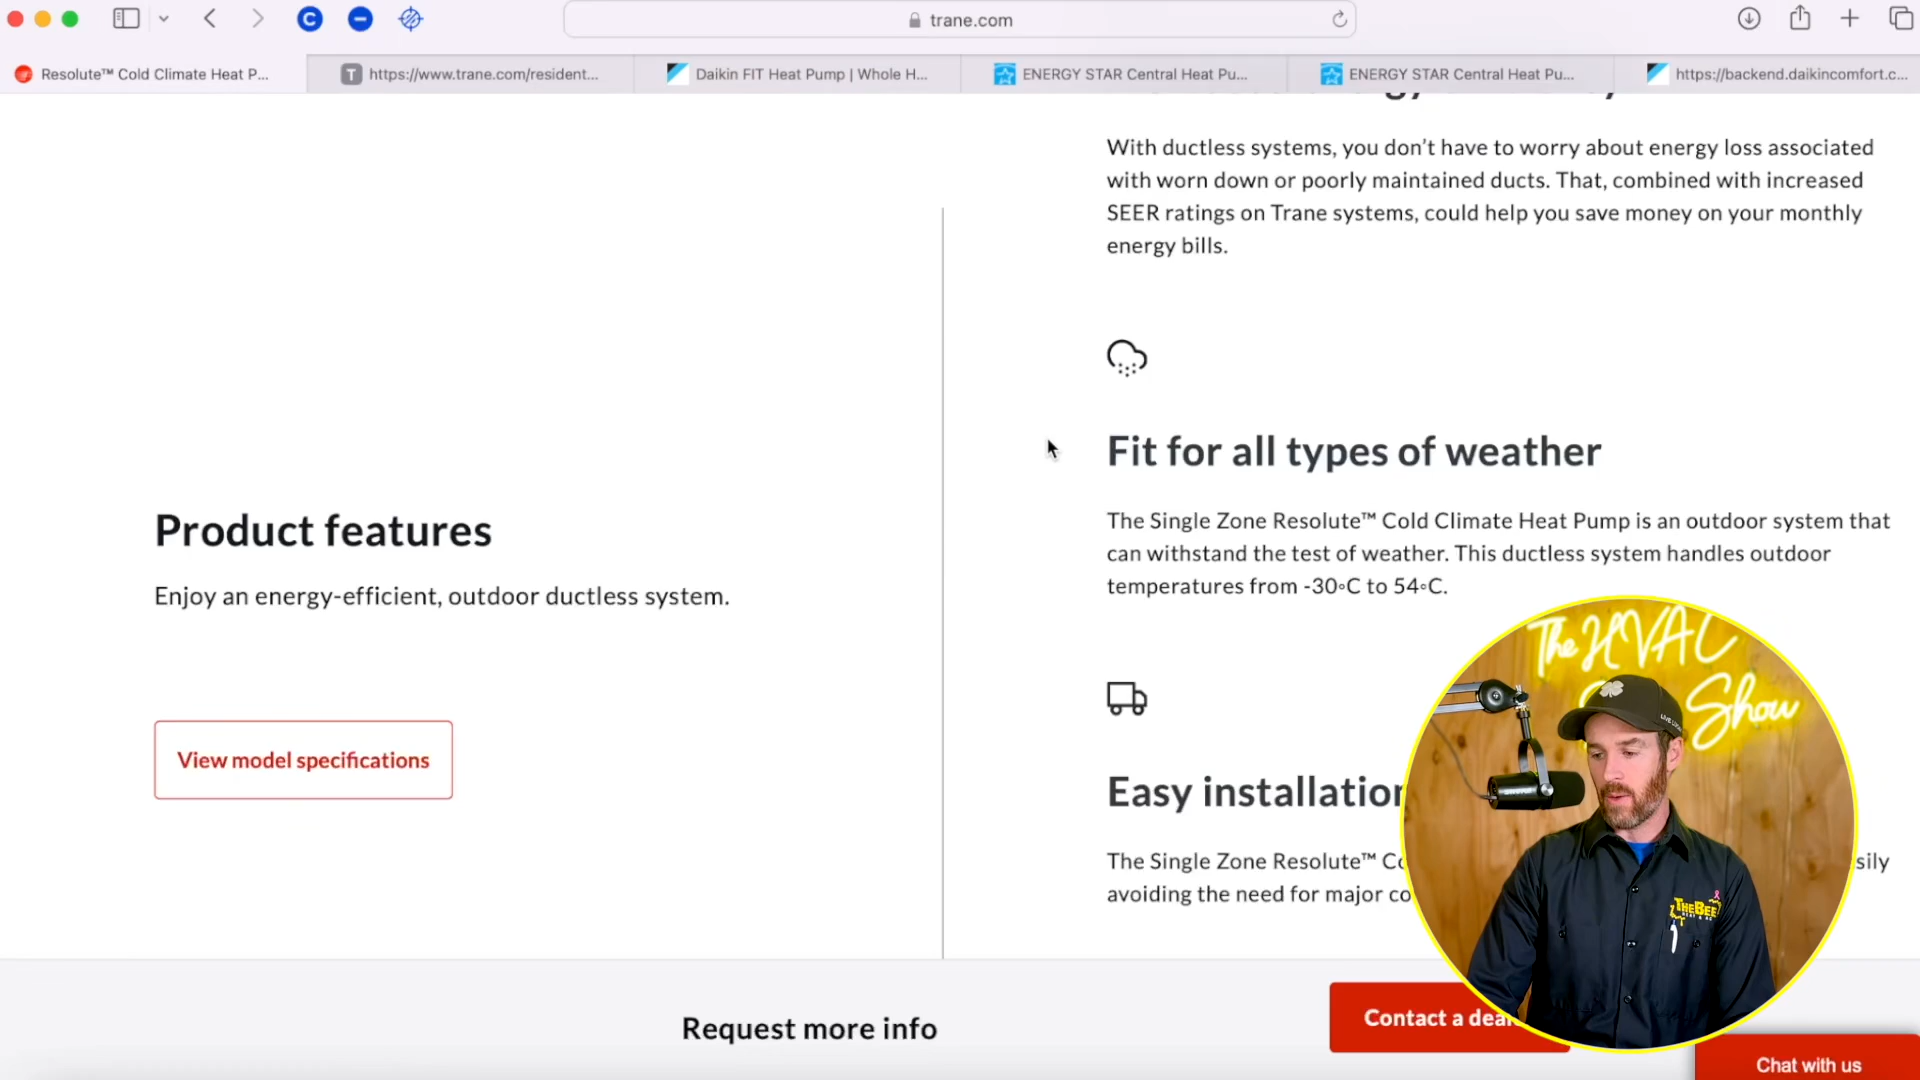 trane.com
Resolute™ Cold Climate Heat P...
T
https://www.trane.com/resident...
Daikin FIT Heat Pump | Whole H...
ENERGY STAR Central Heat Pu...
ENERGY STAR Central Heat Pu...
https://backend.daikincomfort.c...
With ductless systems, you don't have to worry about energy loss associated
with worn down or poorly maintained ducts. That, combined with increased
SEER ratings on Trane systems, could help you save money on your monthly
energy bills.
Fit for all types of weather
The Single Zone Resolute™ Cold Climate Heat Pump is an outdoor system that
can withstand the test of weather. This ductless system handles outdoor
temperatures from -30°C to 54°C.
Product features
Enjoy an energy-efficient, outdoor ductless system.
View model specifications
Easy installation
The Single Zone Resolute™
avoiding the need for major
The HVAC
Show
THEBEE
Request more info
Contact a
Chat with us